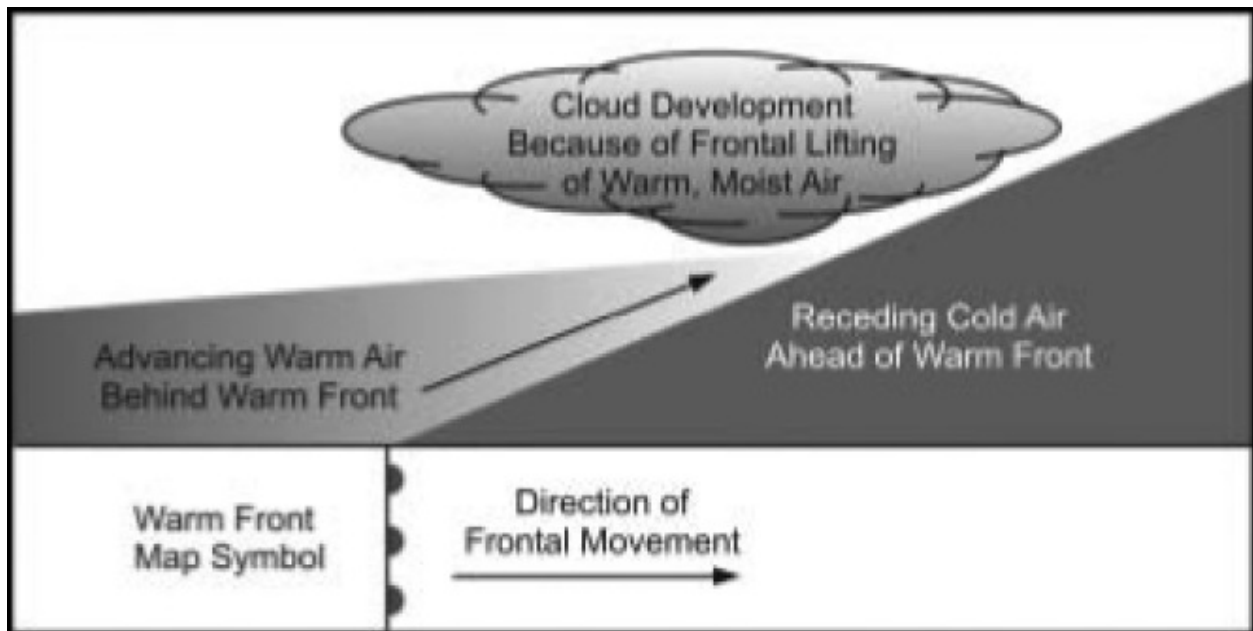 Cloud Development
Because of Frontal Lifting
of Warm, Moist Air
Advancing Warm Air
Behind Warm Front
Receding Cold Air
Ahead of Warm Front
Warm Front
Map Symbol
Direction of
Frontal Movement